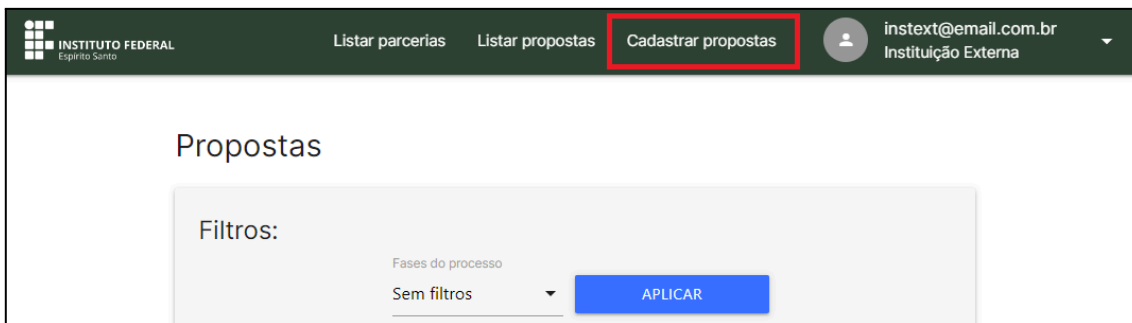 INSTITUTO FEDERAL
Espírito Santo
Listar parcerias
Listar propostas
Cadastrar propostas
instext@email.com.br
Instituição Externa
Propostas
Filtros:
Fases do processo
Sem filtros
APLICAR